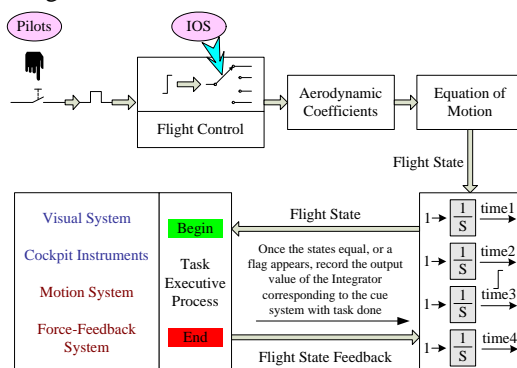 Pilots
IOS
Flight Control
Aerodynamic
Coefficients
Equation of
Motion
Flight State
Visual System
Cockpit Instruments
Motion System
Force-Feedback
System
Begin
Task
Executive
Process
End
Flight State
Once the states equal, or a
flag appears, record the output
value of the Integrator
corresponding to the cue
system with task done
Flight State Feedback
1 1/S time1
1 1/S time2
1 1/S time3
1 1/S time4